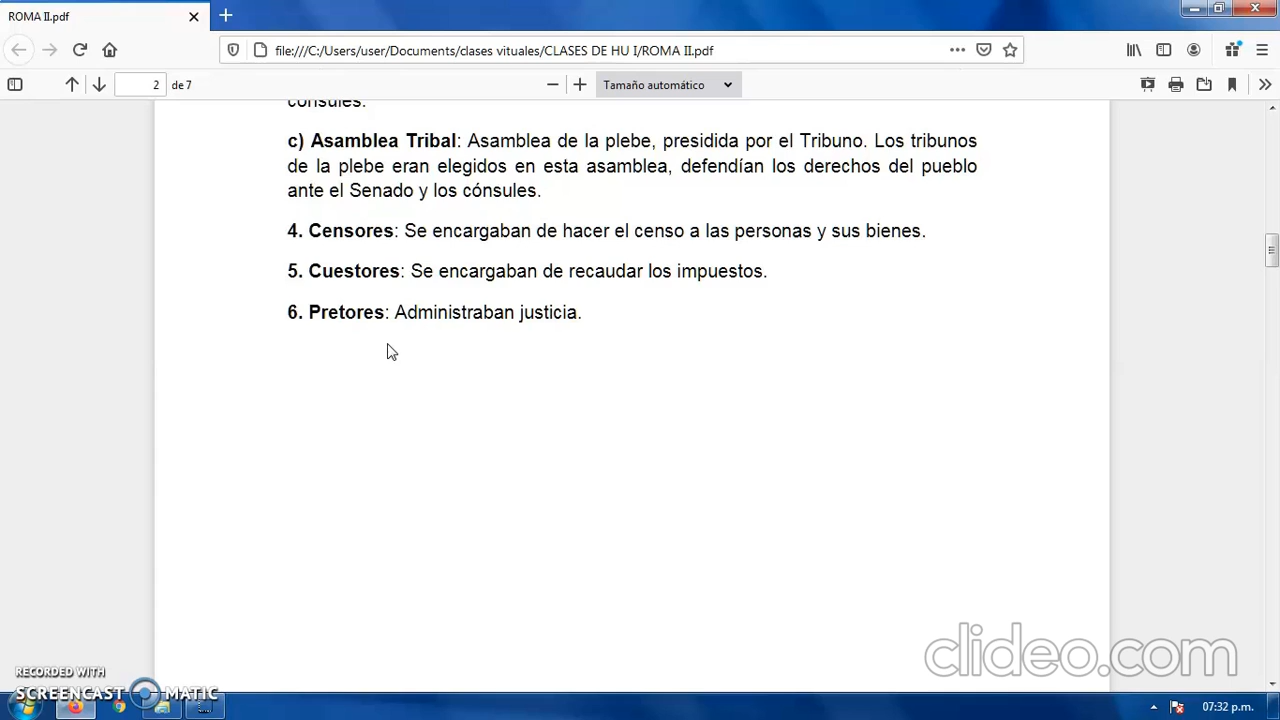 ROMA II.pdf
file:///C:/Users/user/Documents/clases vituales/CLASES DE HU I/ROMA II.pdf
2 de 7
Tamaño automático
cónsules.
c) Asamblea Tribal: Asamblea de la plebe, presidida por el Tribuno. Los tribunos
de la plebe eran elegidos en esta asamblea, defendían los derechos del pueblo
ante el Senado y los cónsules.
4. Censores: Se encargaban de hacer el censo a las personas y sus bienes.
5. Cuestores: Se encargaban de recaudar los impuestos.
6. Pretores: Administraban justicia.
clideo.com
RECORDED WITH
SCREENCAST MATIC
07:32 p.m.